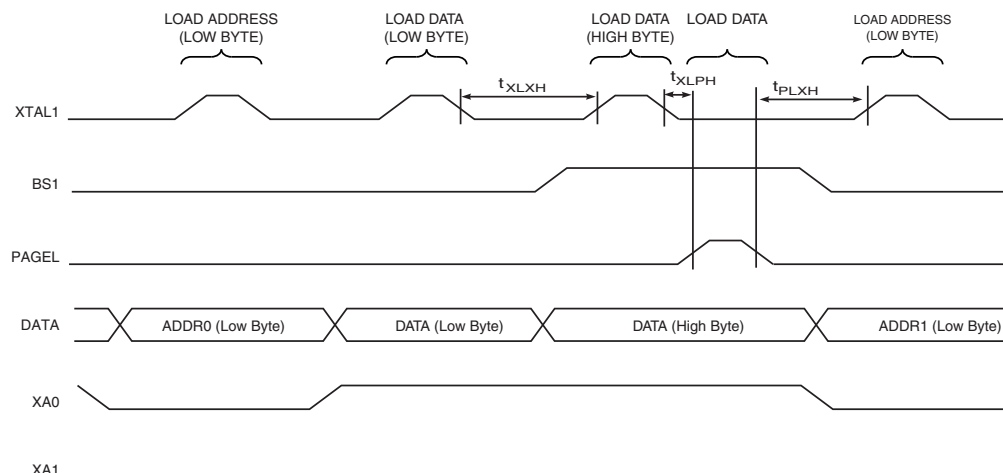 LOAD ADDRESS
(LOW BYTE)
LOAD DATA
(LOW BYTE)
LOAD DATA
(HIGH BYTE)
LOAD DATA
LOAD ADDRESS
(LOW BYTE)
tXLXH
tXLPH
tPLXH
XTAL1
BS1
PAGEL
DATA
ADDR0 (Low Byte)
DATA (Low Byte)
DATA (High Byte)
ADDR1 (Low Byte)
XA0
XA1